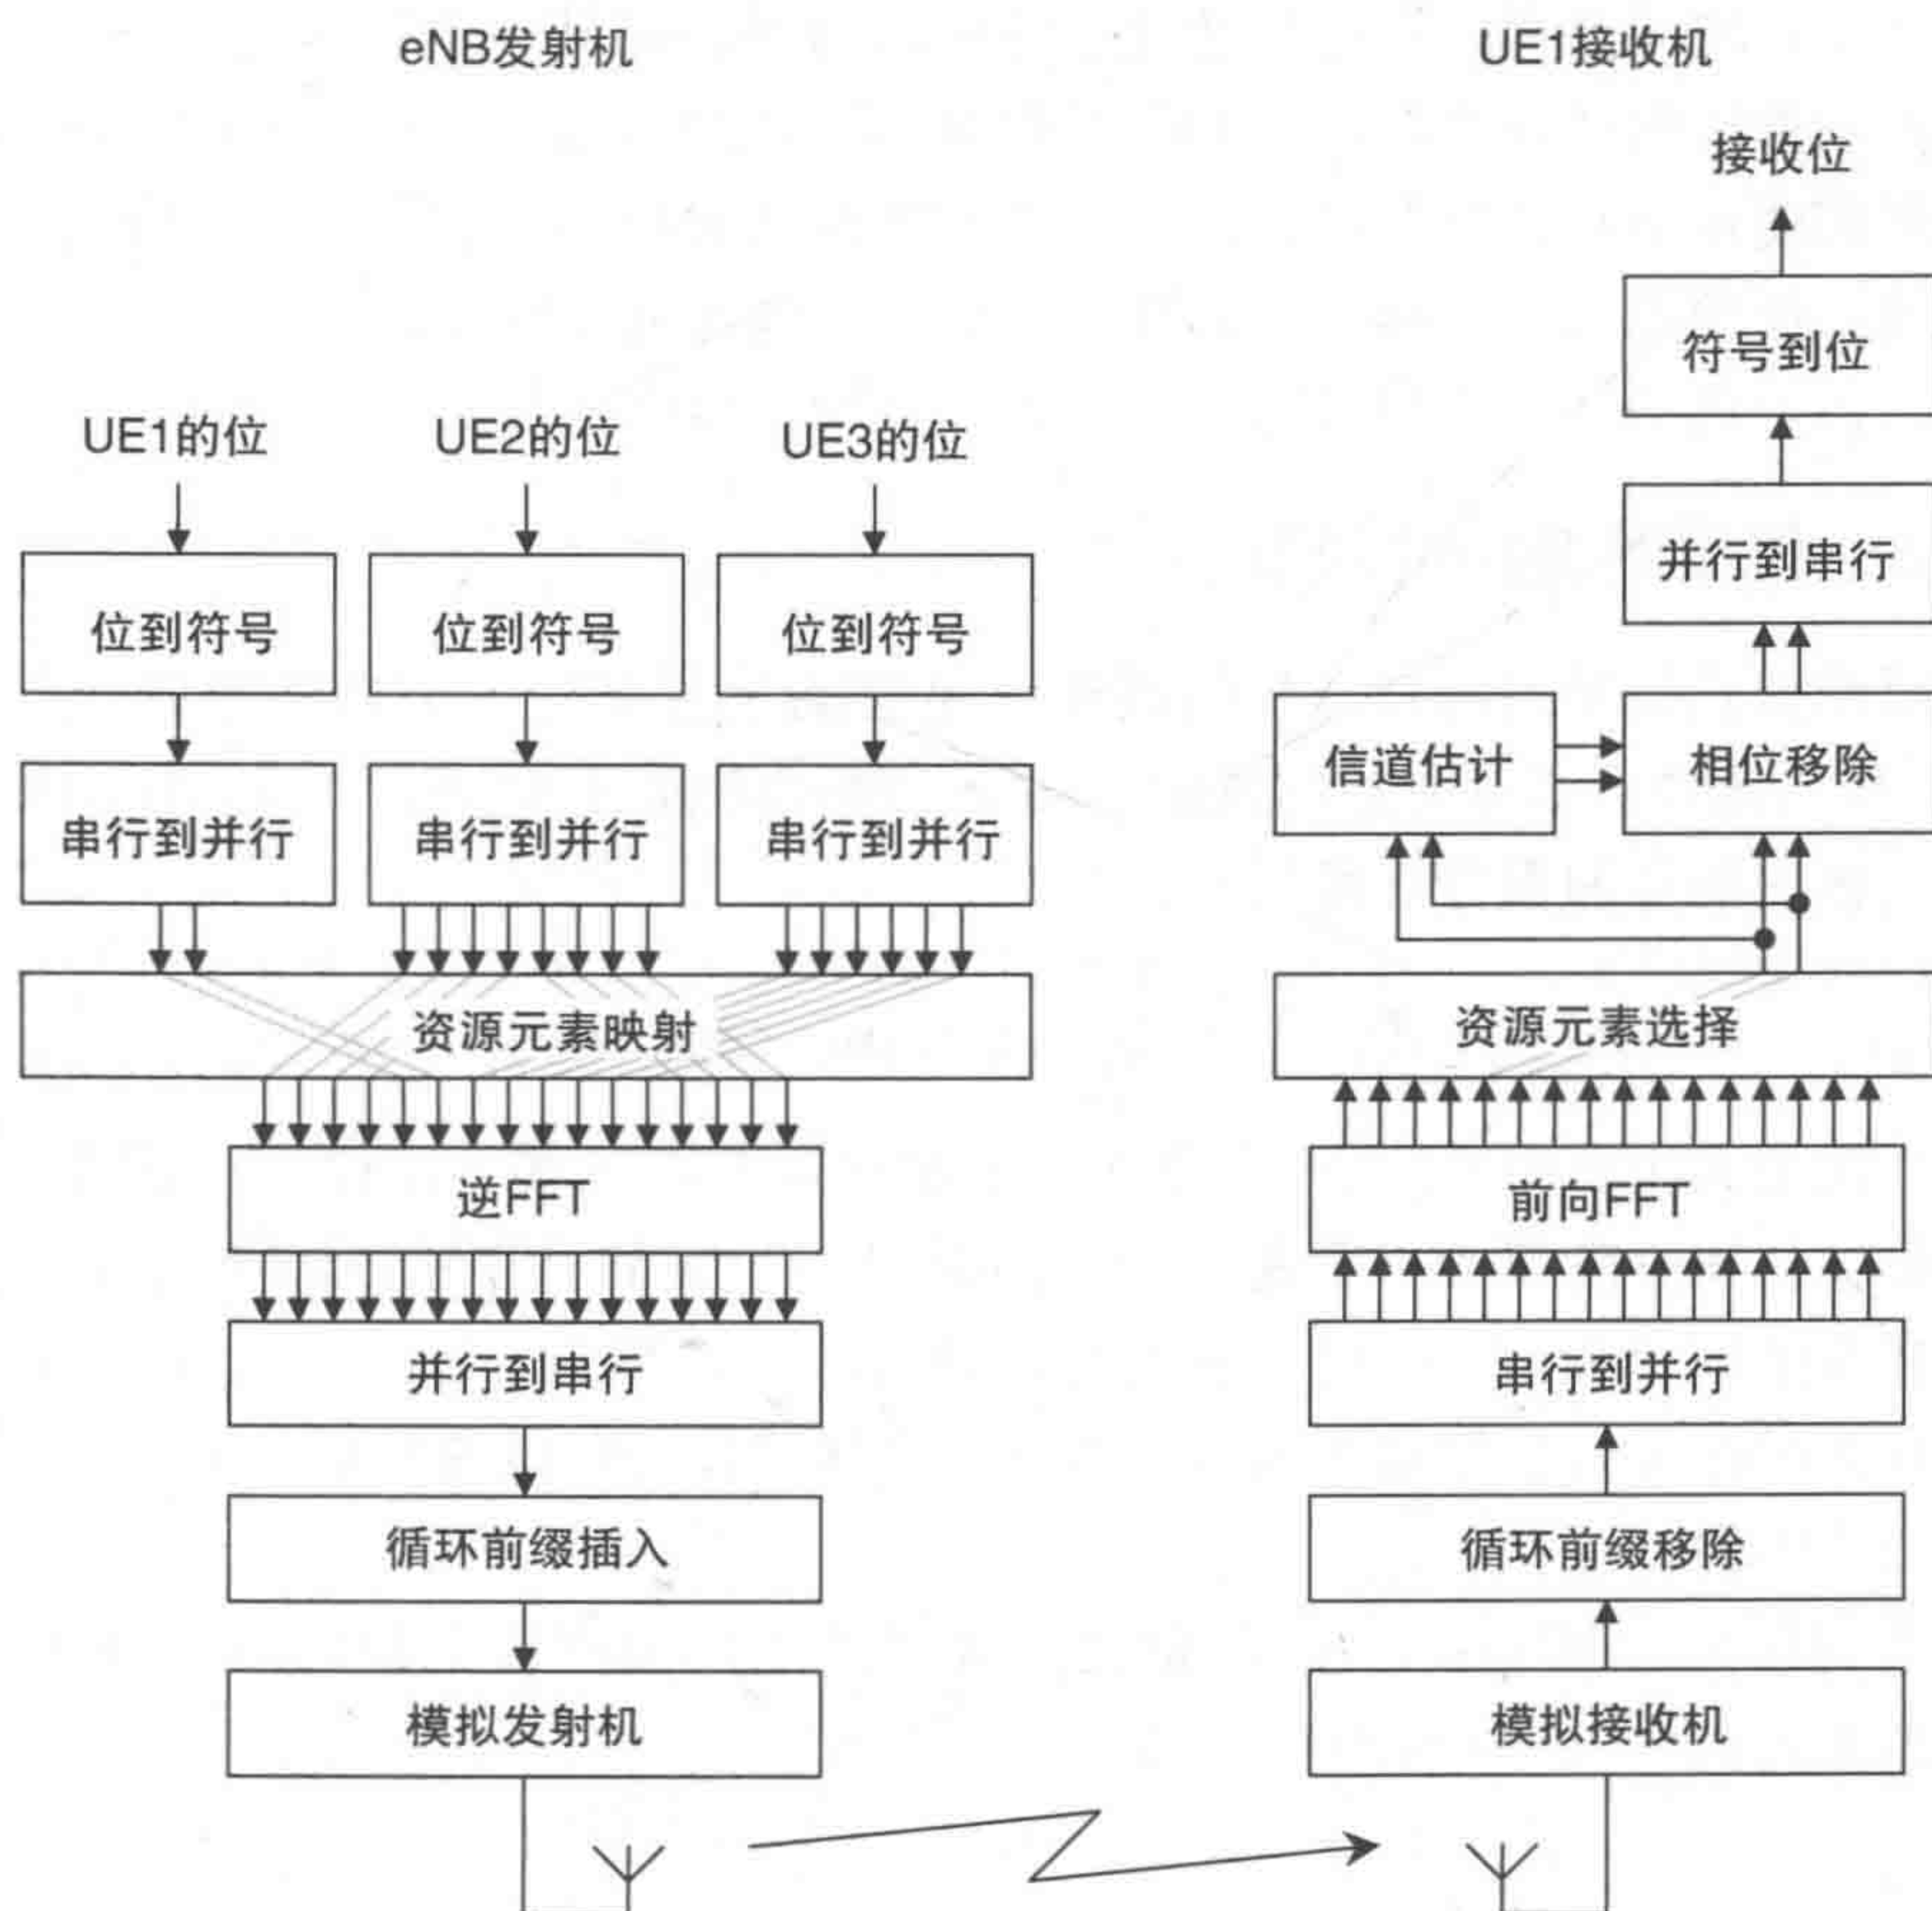 eNB发射机
UE1接收机
接收位
符号到位
并行到串行
信道估计
相位移除
资源元素选择
前向FFT
串行到并行
循环前缀移除
模拟接收机
UE1的位
UE2的位
UE3的位
位到符号
位到符号
位到符号
串行到并行
串行到并行
串行到并行
资源元素映射
逆FFT
并行到串行
循环前缀插入
模拟发射机